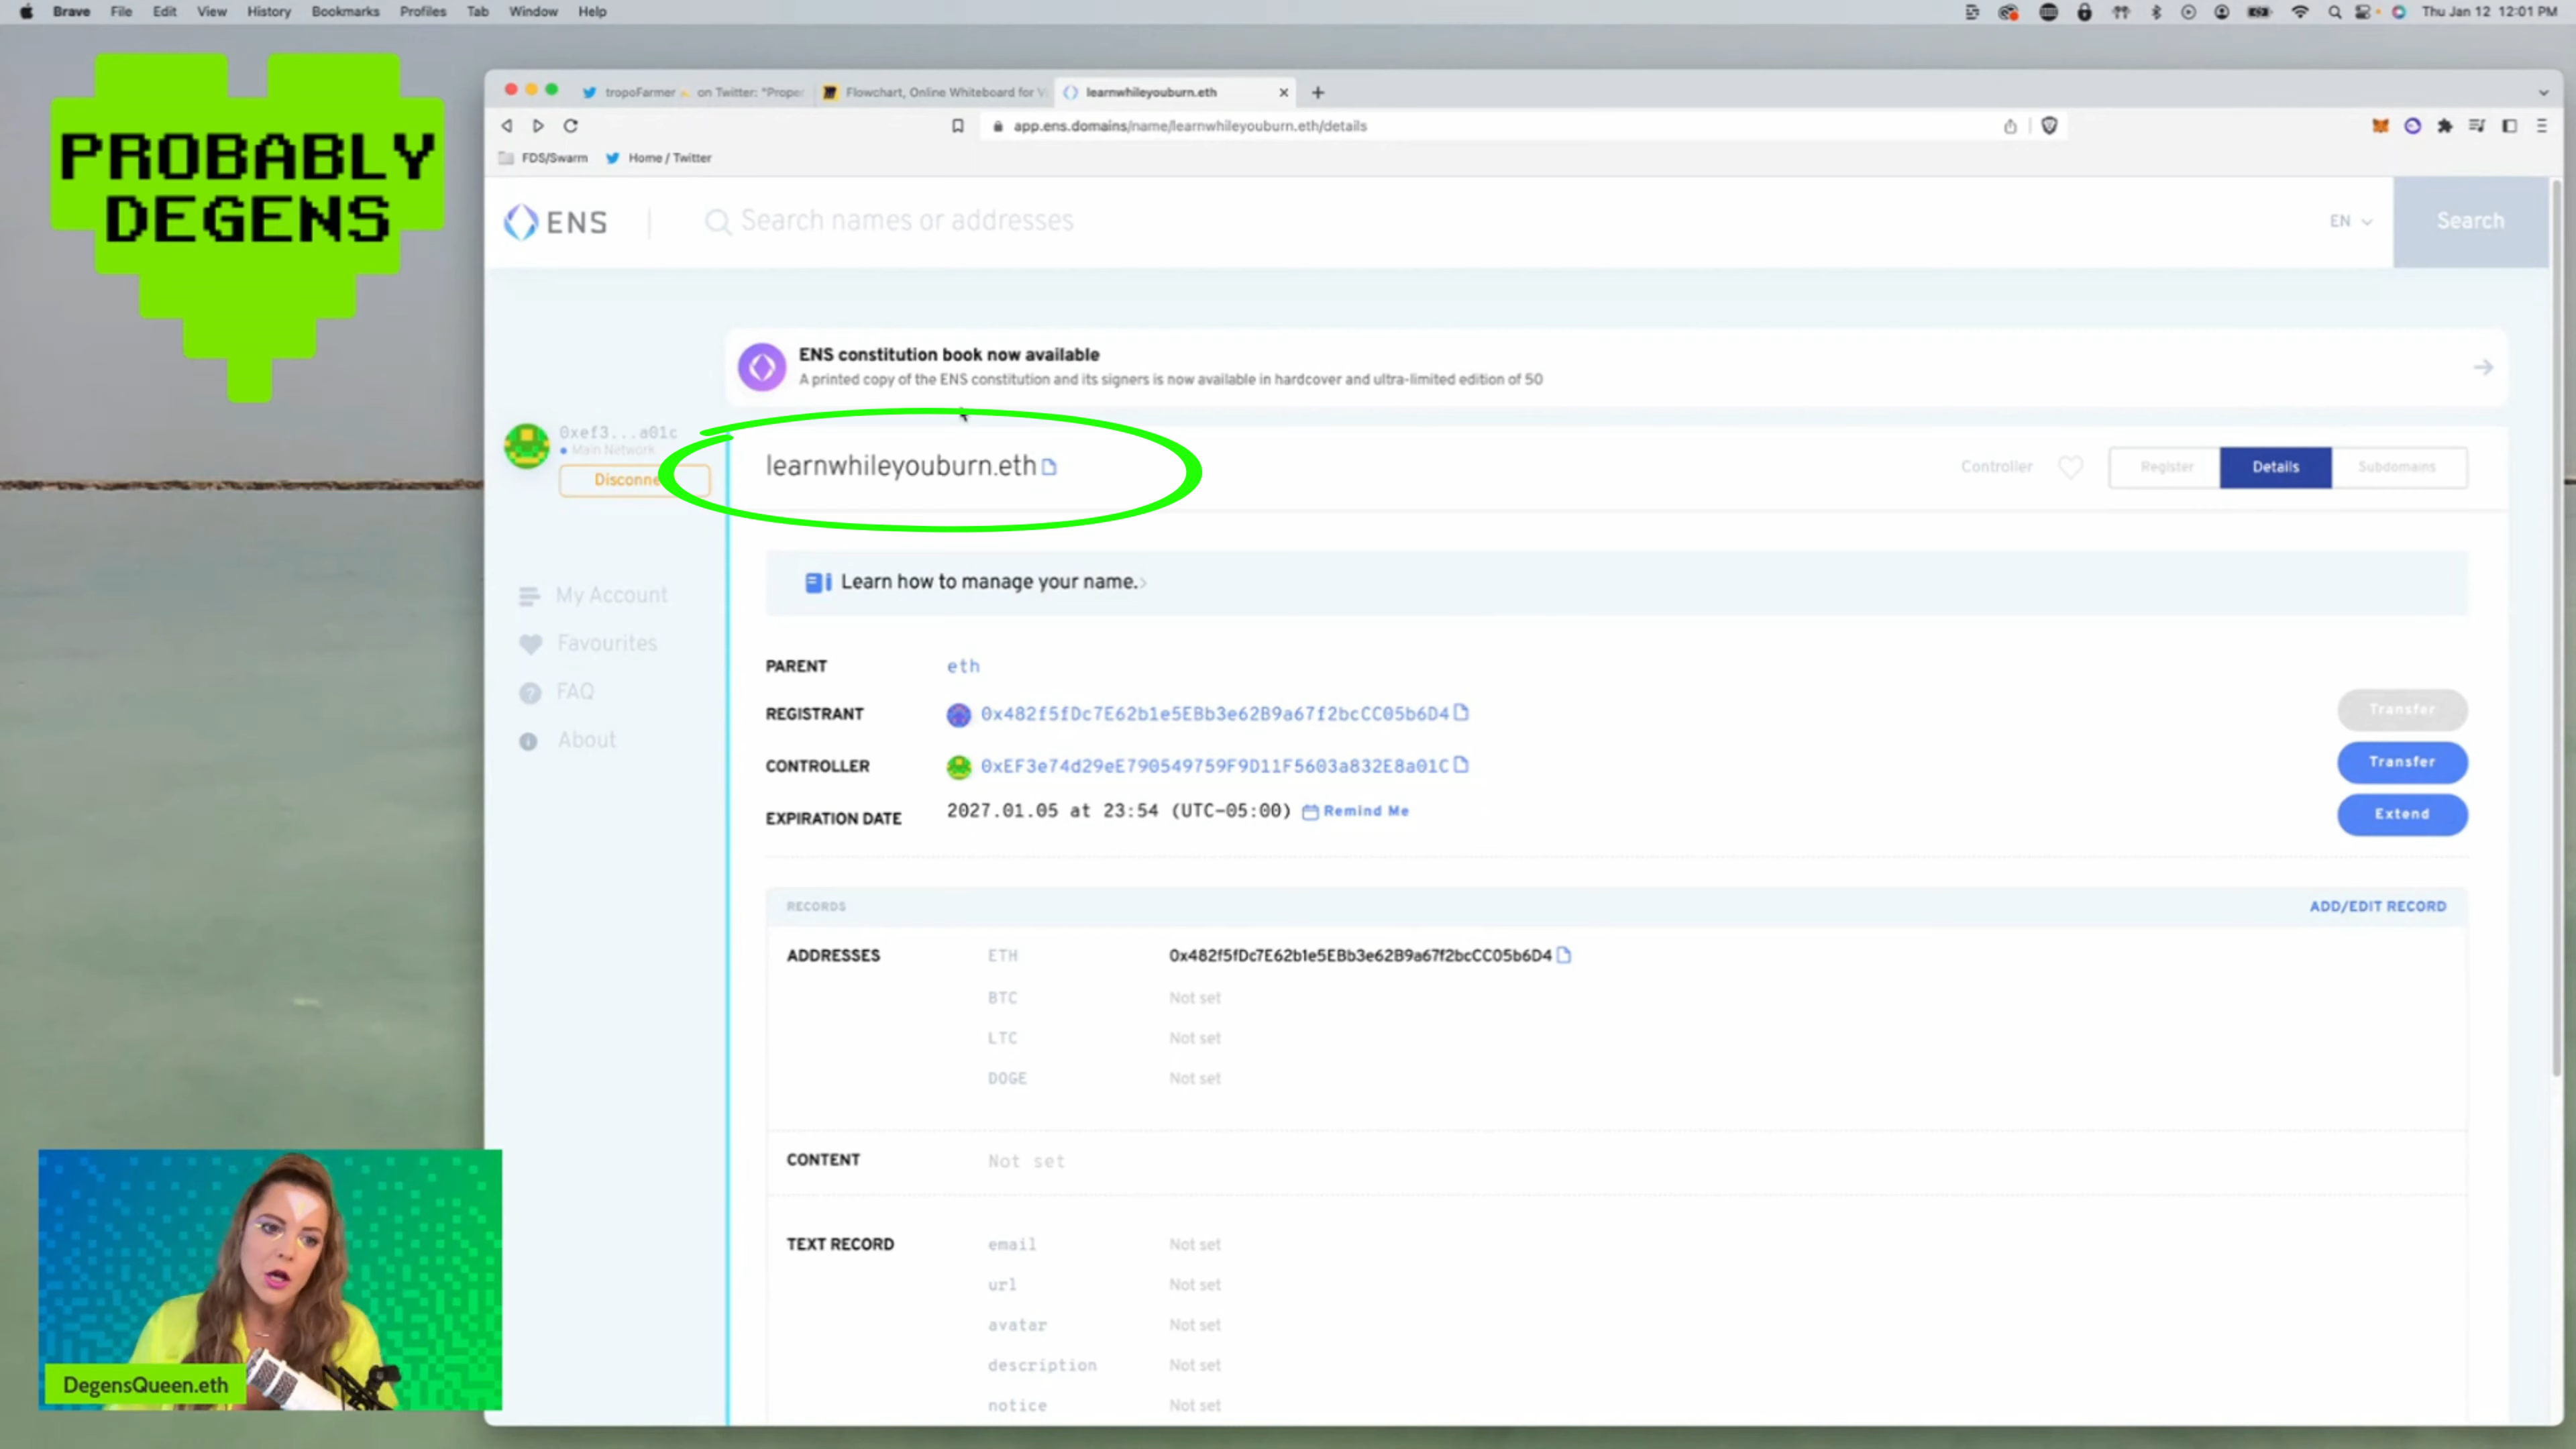 Brave File Edit View History Bookmarks Profiles Tab Window Help
Thu Jan 12 12:01 PM
PROBABLY
DEGENS
tropoFarmer on Twitter: "Proper
Flowchart, Online Whiteboard for Vi
learnwhileyouburn.eth
app.ens.domains/name/learnwhileyouburn.eth/details
FDS/Swarm
Home / Twitter
ENS
Search names or addresses
EN
Search
ENS constitution book now available
A printed copy of the ENS constitution and its signers is now available in hardcover and ultra-limited edition of 50
0xef3...a01c
Main Network
Disconne
learnwhileyouburn.eth
Controller
Register
Details
Subdomains
My Account
Favourites
FAQ
About
Learn how to manage your name.
PARENT eth
REGISTRANT 0x482f5fDc7E62b1e5EBb3e62B9a67f2bcCC05b6D4
Transfer
CONTROLLER 0xEF3e74d29eE790549759F9D11F5603a832E8a01C
Transfer
EXPIRATION DATE 2027.01.05 at 23:54 (UTC-05:00) Remind Me
Extend
RECORDS
ADD/EDIT RECORD
ADDRESSES ETH 0x482f5fDc7E62b1e5EBb3e62B9a67f2bcCC05b6D4
BTC Not set
LTC Not set
DOGE Not set
CONTENT Not set
TEXT RECORD email Not set
url Not set
avatar Not set
description Not set
notice Not set
DegensQueen.eth